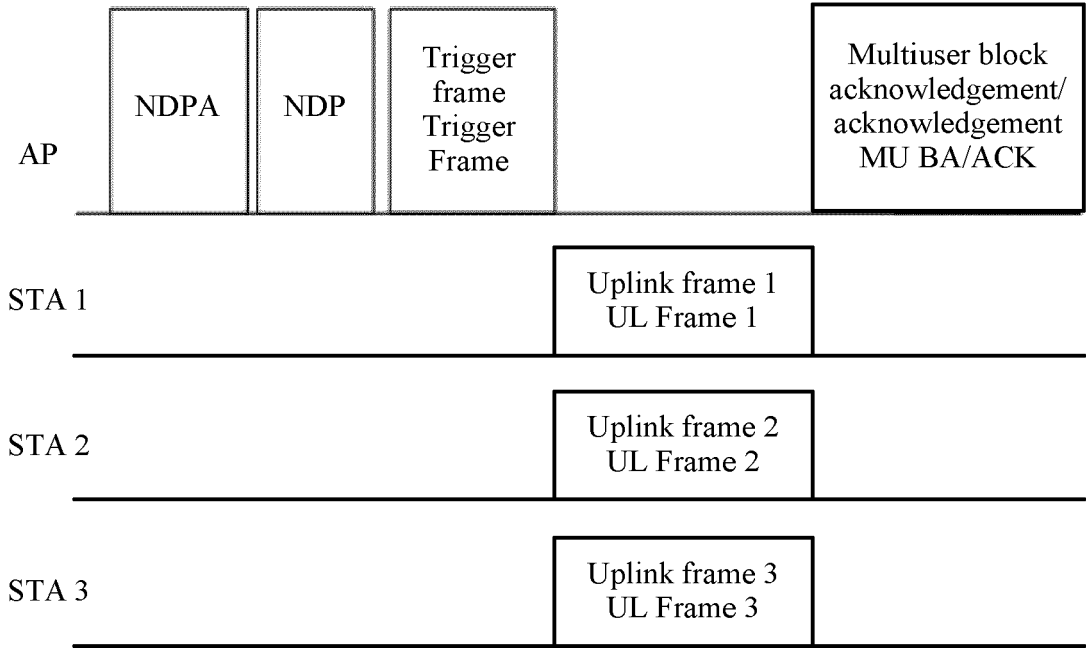 AP
NDPA
NDP
Trigger
frame
Trigger
Frame
Multiuser block
acknowledgement/
acknowledgement
MU BA/ACK
STA 1
Uplink frame 1
UL Frame 1
STA 2
Uplink frame 2
UL Frame 2
STA 3
Uplink frame 3
UL Frame 3